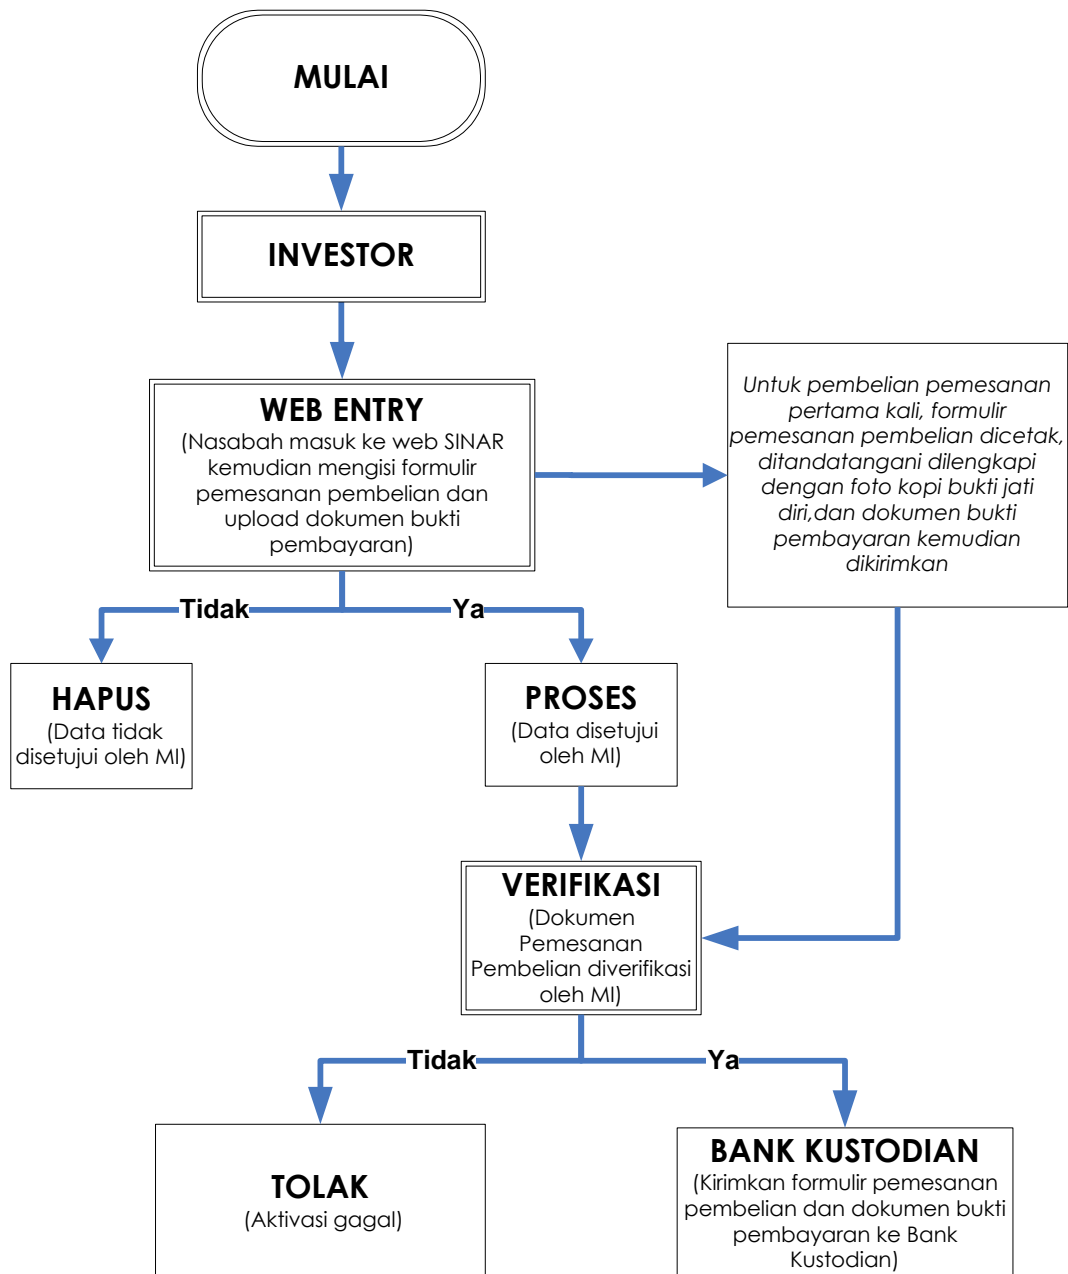 MULAI
INVESTOR
WEB ENTRY
(Nasabah masuk ke web SINAR
kemudian mengisi formulir
pemesanan pembelian dan
upload dokumen bukti
pembayaran)
Untuk pembelian pemesanan
pertama kali, formulir
pemesanan pembelian dicetak,
ditandatangani dilengkapi
dengan foto kopi bukti jati
diri,dan dokumen bukti
pembayaran kemudian
dikirimkan
Tidak
Ya
HAPUS
(Data tidak
disetujui oleh MI)
PROSES
(Data disetujui
oleh MI)
VERIFIKASI
(Dokumen
Pemesanan
Pembelian diverifikasi
oleh MI)
Tidak
Ya
TOLAK
(Aktivasi gagal)
BANK KUSTODIAN
(Kirimkan formulir pemesanan
pembelian dan dokumen bukti
pembayaran ke Bank
Kustodian)